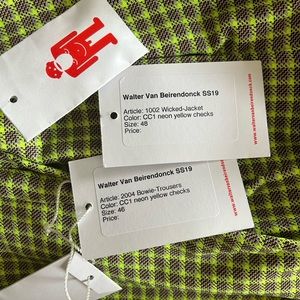 Walter Van Beirendonck SS19
Article: 1002 Wicked-Jacket
Color: CC1 neon yellow checks
Size: 48
Price:
www.waltervanbeirendonck.com
Walter Van Beirendonck SS19
Article: 2004 Bowie-Trousers
Color: CC1 neon yellow checks
Size: 46
Price: